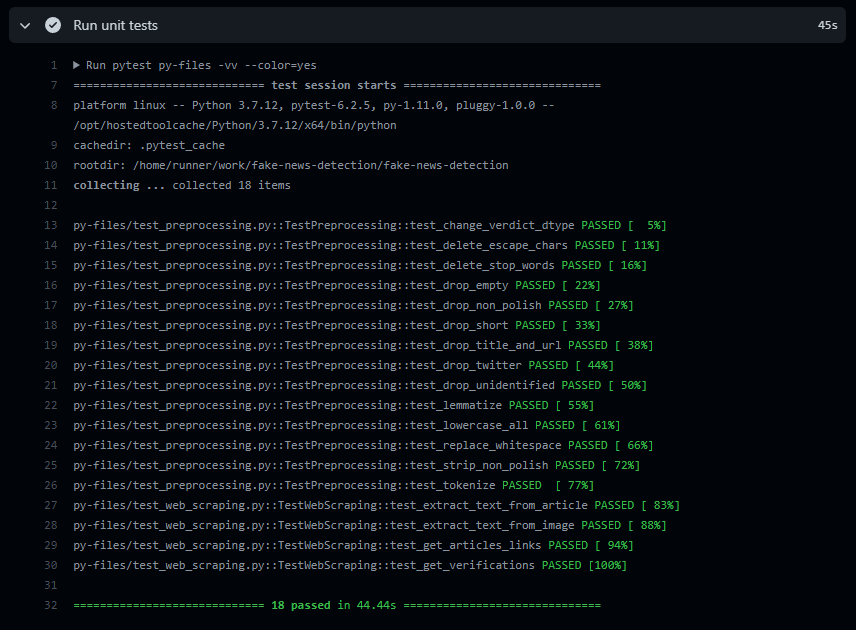 Run unit tests 45s
1 Run pytest py-files -vv --color=yes
7 ============================= test session starts ==============================
8 platform linux -- Python 3.7.12, pytest-6.2.5, py-1.11.0, pluggy-1.0.0 --
/opt/hostedtoolcache/Python/3.7.12/x64/bin/python
9 cachedir: .pytest_cache
10 rootdir: /home/runner/work/fake-news-detection/fake-news-detection
11 collecting ... collected 18 items
12
13 py-files/test_preprocessing.py::TestPreprocessing::test_change_verdict_dtype PASSED [  5%]
14 py-files/test_preprocessing.py::TestPreprocessing::test_delete_escape_chars PASSED [ 11%]
15 py-files/test_preprocessing.py::TestPreprocessing::test_delete_stop_words PASSED [ 16%]
16 py-files/test_preprocessing.py::TestPreprocessing::test_drop_empty PASSED [ 22%]
17 py-files/test_preprocessing.py::TestPreprocessing::test_drop_non_polish PASSED [ 27%]
18 py-files/test_preprocessing.py::TestPreprocessing::test_drop_short PASSED [ 33%]
19 py-files/test_preprocessing.py::TestPreprocessing::test_drop_title_and_url PASSED [ 38%]
20 py-files/test_preprocessing.py::TestPreprocessing::test_drop_twitter PASSED [ 44%]
21 py-files/test_preprocessing.py::TestPreprocessing::test_drop_unidentified PASSED [ 50%]
22 py-files/test_preprocessing.py::TestPreprocessing::test_lemmatize PASSED [ 55%]
23 py-files/test_preprocessing.py::TestPreprocessing::test_lowercase_all PASSED [ 61%]
24 py-files/test_preprocessing.py::TestPreprocessing::test_replace_whitespace PASSED [ 66%]
25 py-files/test_preprocessing.py::TestPreprocessing::test_strip_non_polish PASSED [ 72%]
26 py-files/test_preprocessing.py::TestPreprocessing::test_tokenize PASSED  [ 77%]
27 py-files/test_web_scraping.py::TestWebScraping::test_extract_text_from_article PASSED [ 83%]
28 py-files/test_web_scraping.py::TestWebScraping::test_extract_text_from_image PASSED [ 88%]
29 py-files/test_web_scraping.py::TestWebScraping::test_get_articles_links PASSED [ 94%]
30 py-files/test_web_scraping.py::TestWebScraping::test_get_verifications PASSED [100%]
31
32 ============================= 18 passed in 44.44s ==============================